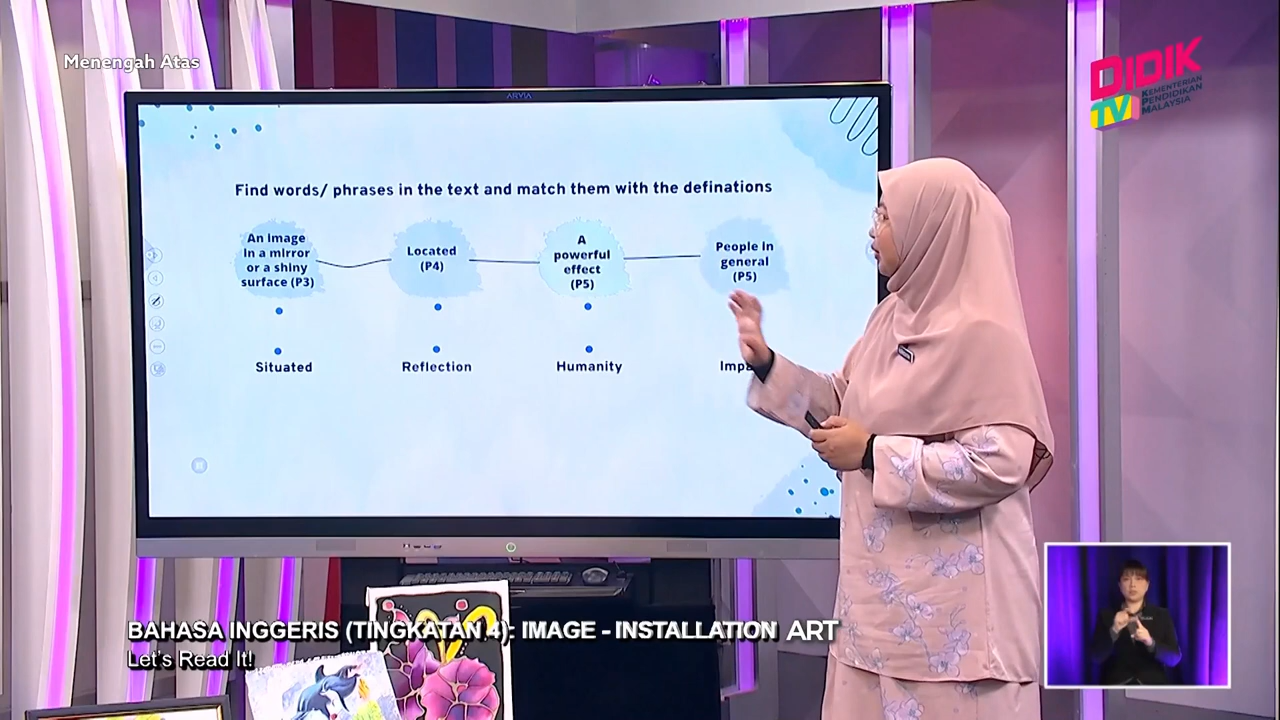 Menengah Atas
DIDIK
TV
KEMENTERIAN
PENDIDIKAN
MALAYSIA
ARVIA
Find words/ phrases in the text and match them with the definations
An image
in a mirror
or a shiny
surface (P3)
Located
(P4)
A
powerful
effect
(P5)
People in
general
(P5)
Situated
Reflection
Humanity
Impa
BAHASA INGGERIS (TINGKATAN 4): IMAGE - INSTALLATION ART
Let's Read It!